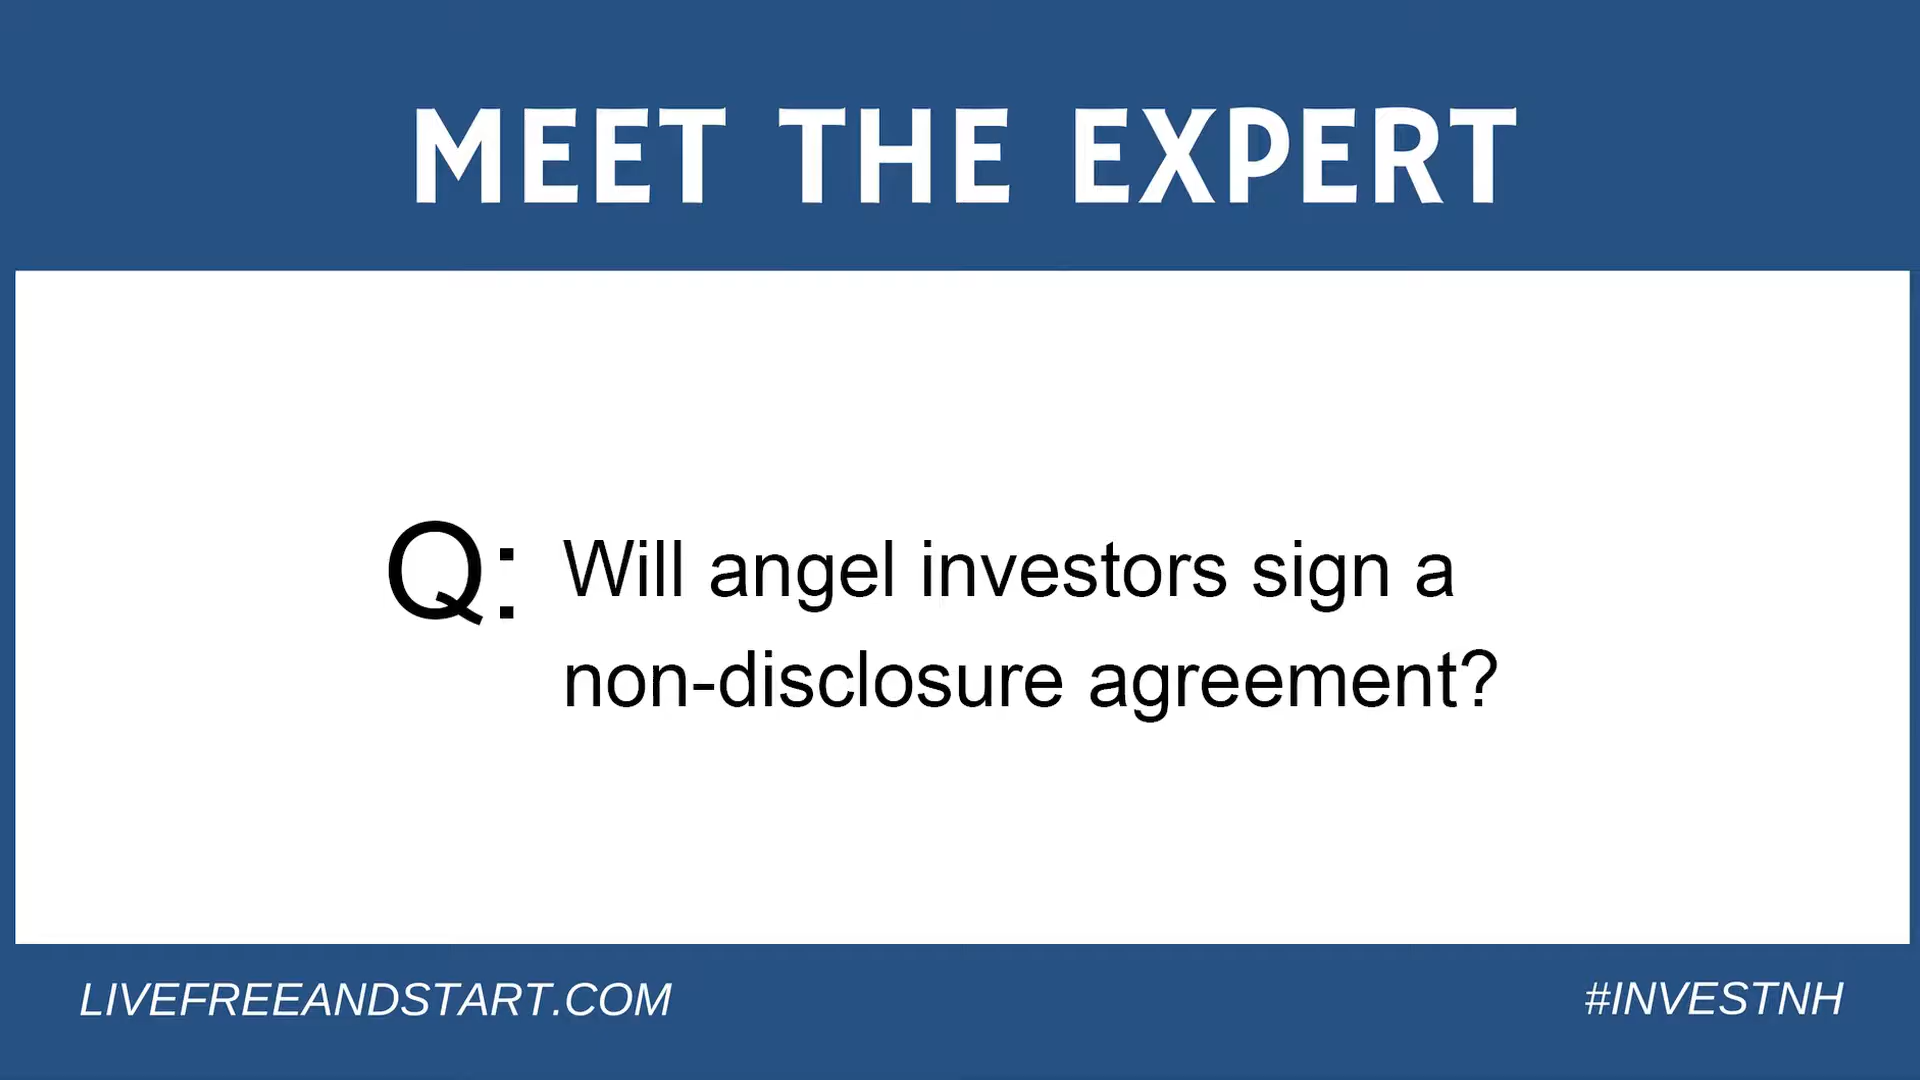 MEET THE EXPERT
Q: Will angel investors sign a
non-disclosure agreement?
LIVEFREEANDSTART.COM
#INVESTNH